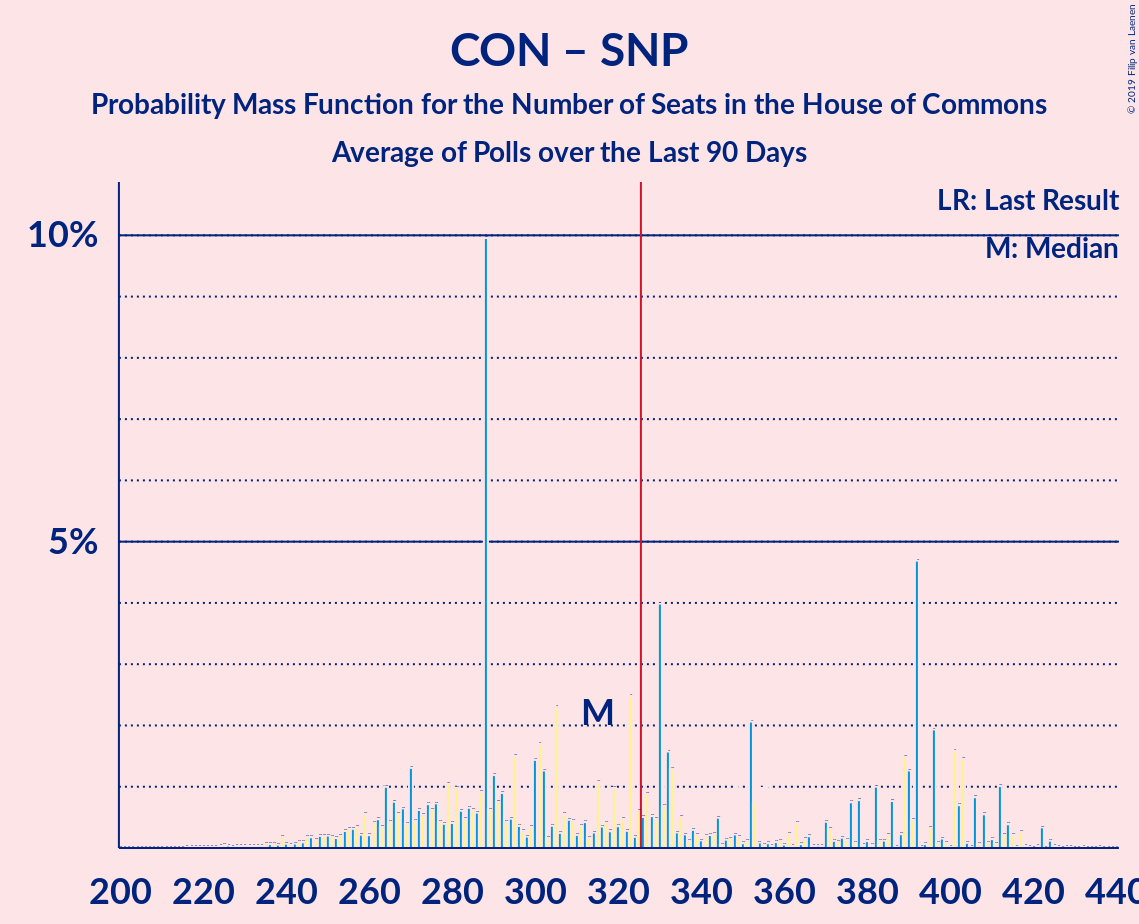 CON – SNP
Probability Mass Function for the Number of Seats in the House of Commons
Average of Polls over the Last 90 Days
© 2019 Filip van Laenen
LR: Last Result
M: Median
10%
5%
M
200 220 240 260 280 300 320 340 360 380 400 420 440